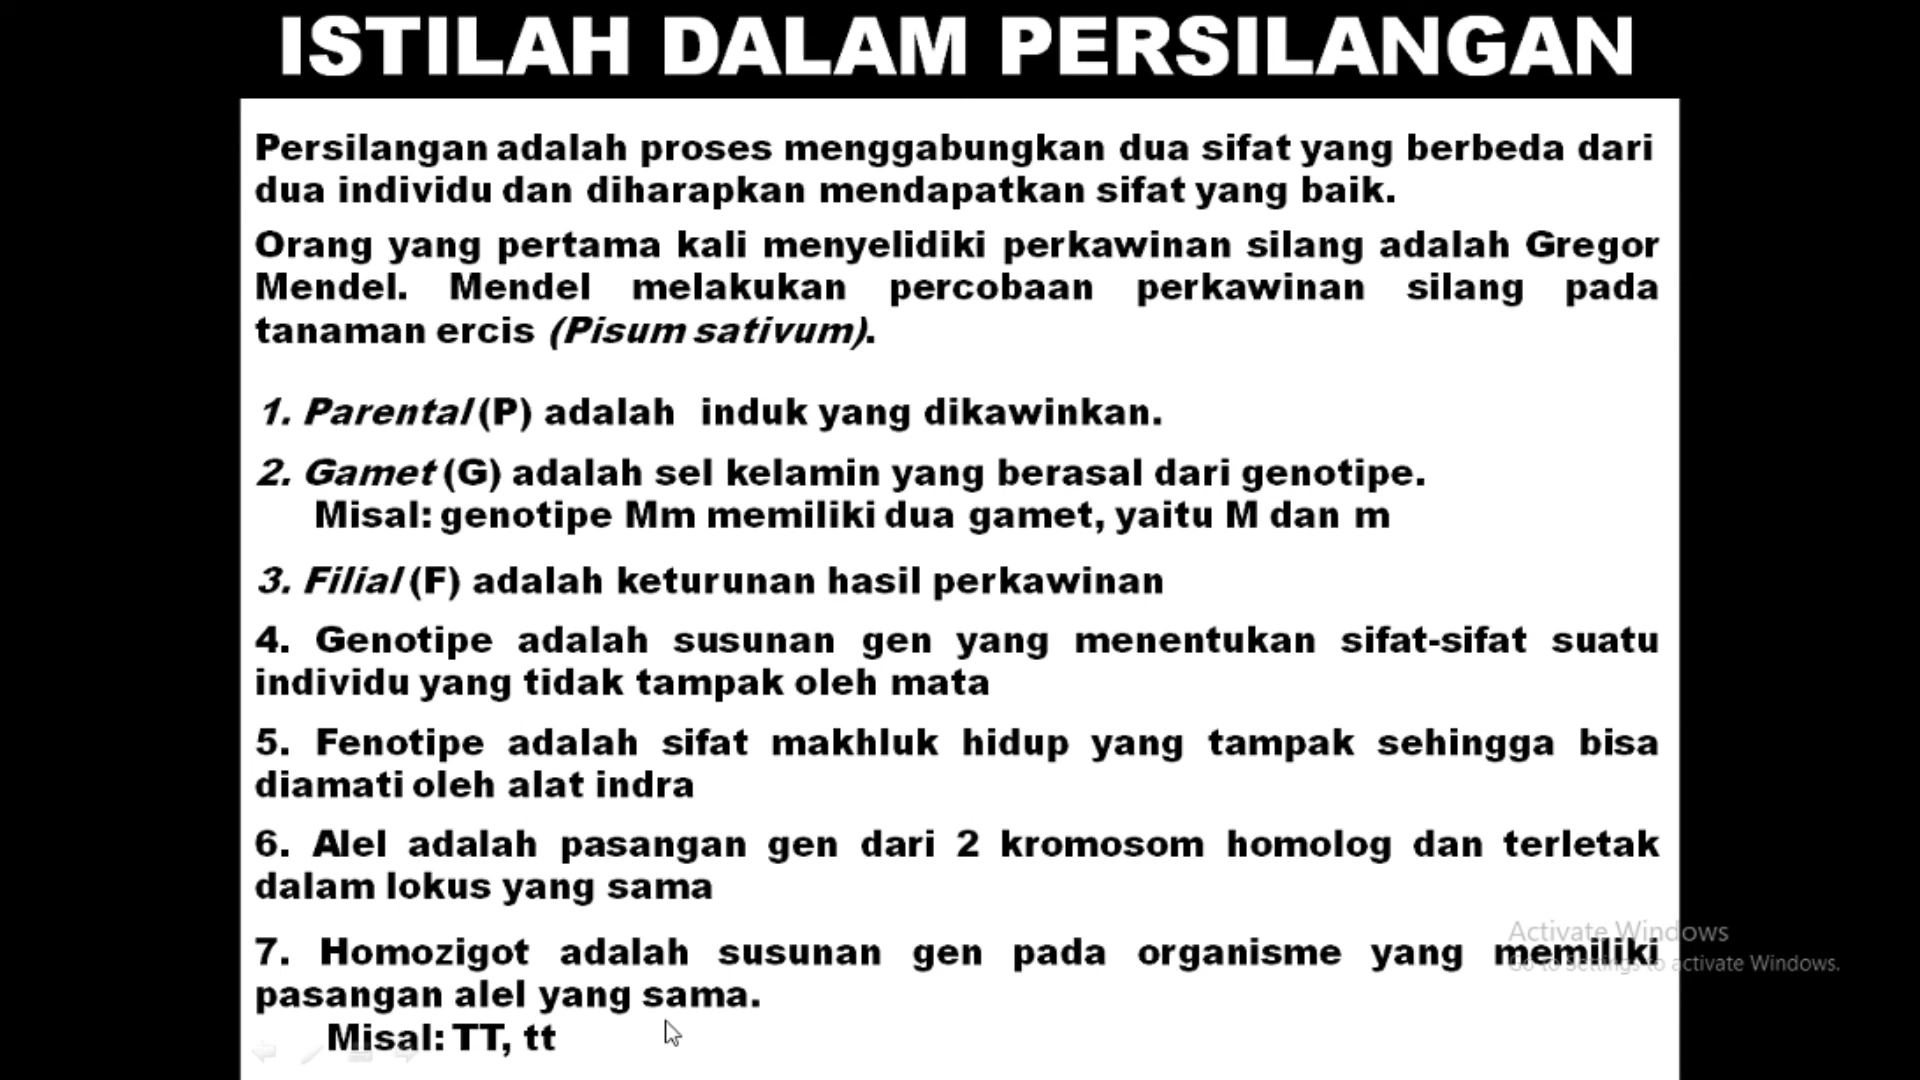 ISTILAH DALAM PERSILANGAN
Persilangan adalah proses menggabungkan dua sifat yang berbeda dari
dua individu dan diharapkan mendapatkan sifat yang baik.
Orang yang pertama kali menyelidiki perkawinan silang adalah Gregor
Mendel. Mendel melakukan percobaan perkawinan silang pada
tanaman ercis (Pisum sativum).
1. Parental (P) adalah induk yang dikawinkan.
2. Gamet (G) adalah sel kelamin yang berasal dari genotipe.
Misal: genotipe Mm memiliki dua gamet, yaitu M dan m
3. Filial (F) adalah keturunan hasil perkawinan
4. Genotipe adalah susunan gen yang menentukan sifat-sifat suatu
individu yang tidak tampak oleh mata
5. Fenotipe adalah sifat makhluk hidup yang tampak sehingga bisa
diamati oleh alat indra
6. Alel adalah pasangan gen dari 2 kromosom homolog dan terletak
dalam lokus yang sama
7. Homozigot adalah susunan gen pada organisme yang memiliki
pasangan alel yang sama.
Misal: TT, tt
Activate Windows
Go to Settings to activate Windows.